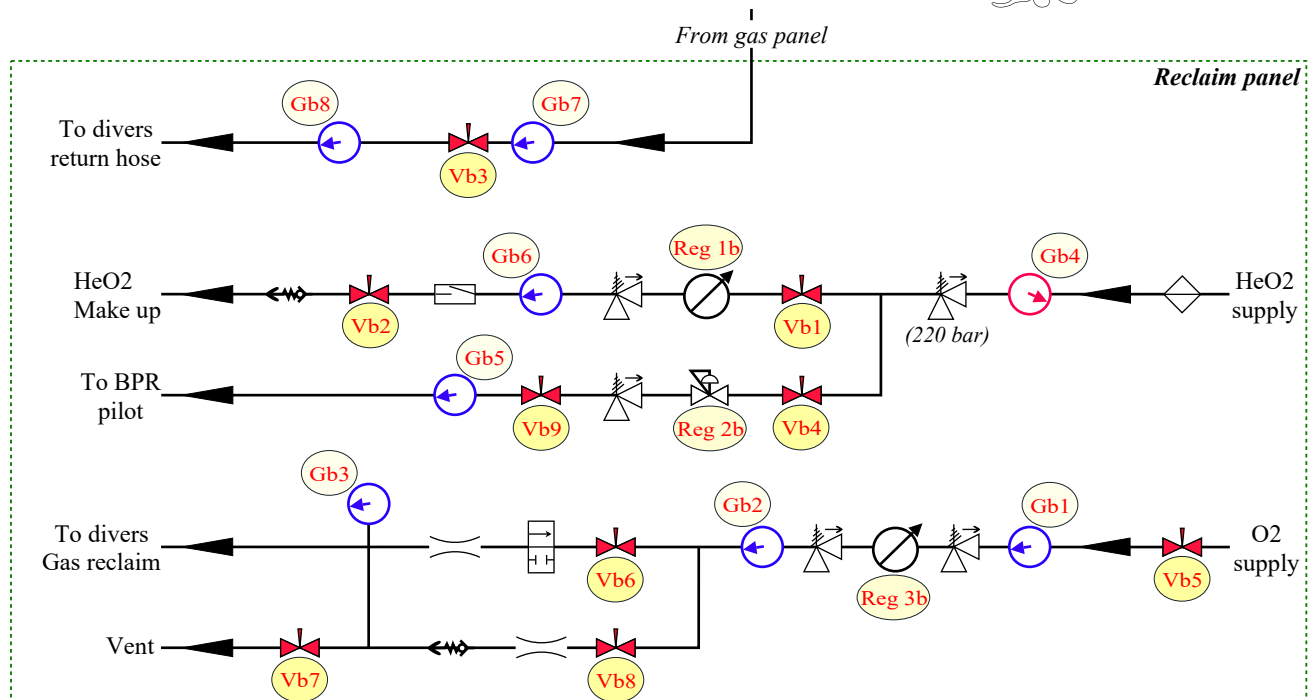 From gas panel
Reclaim panel
Gb8
Gb7
To divers
return hose
Vb3
Reg 1b
Gb6
Gb4
HeO2
Make up
HeO2
supply
Vb2
Vb1
(220 bar)
Gb5
To BPR
pilot
Vb9
Reg 2b
Vb4
Gb3
Gb2
Gb1
To divers
Gas reclaim
O2
supply
Vb6
Reg 3b
Vb5
Vent
Vb7
Vb8